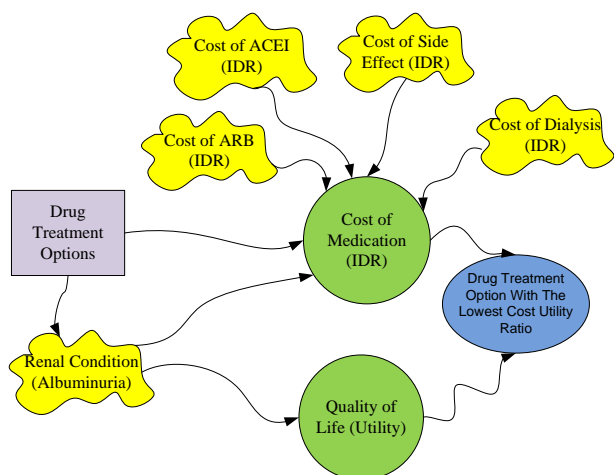 Cost of ACEI
(IDR)
Cost of Side
Effect (IDR)
Cost of ARB
(IDR)
Cost of Dialysis
(IDR)
Drug
Treatment
Options
Cost of
Medication
(IDR)
Drug Treatment
Option With The
Lowest Cost Utility
Ratio
Renal Condition
(Albuminuria)
Quality of
Life (Utility)